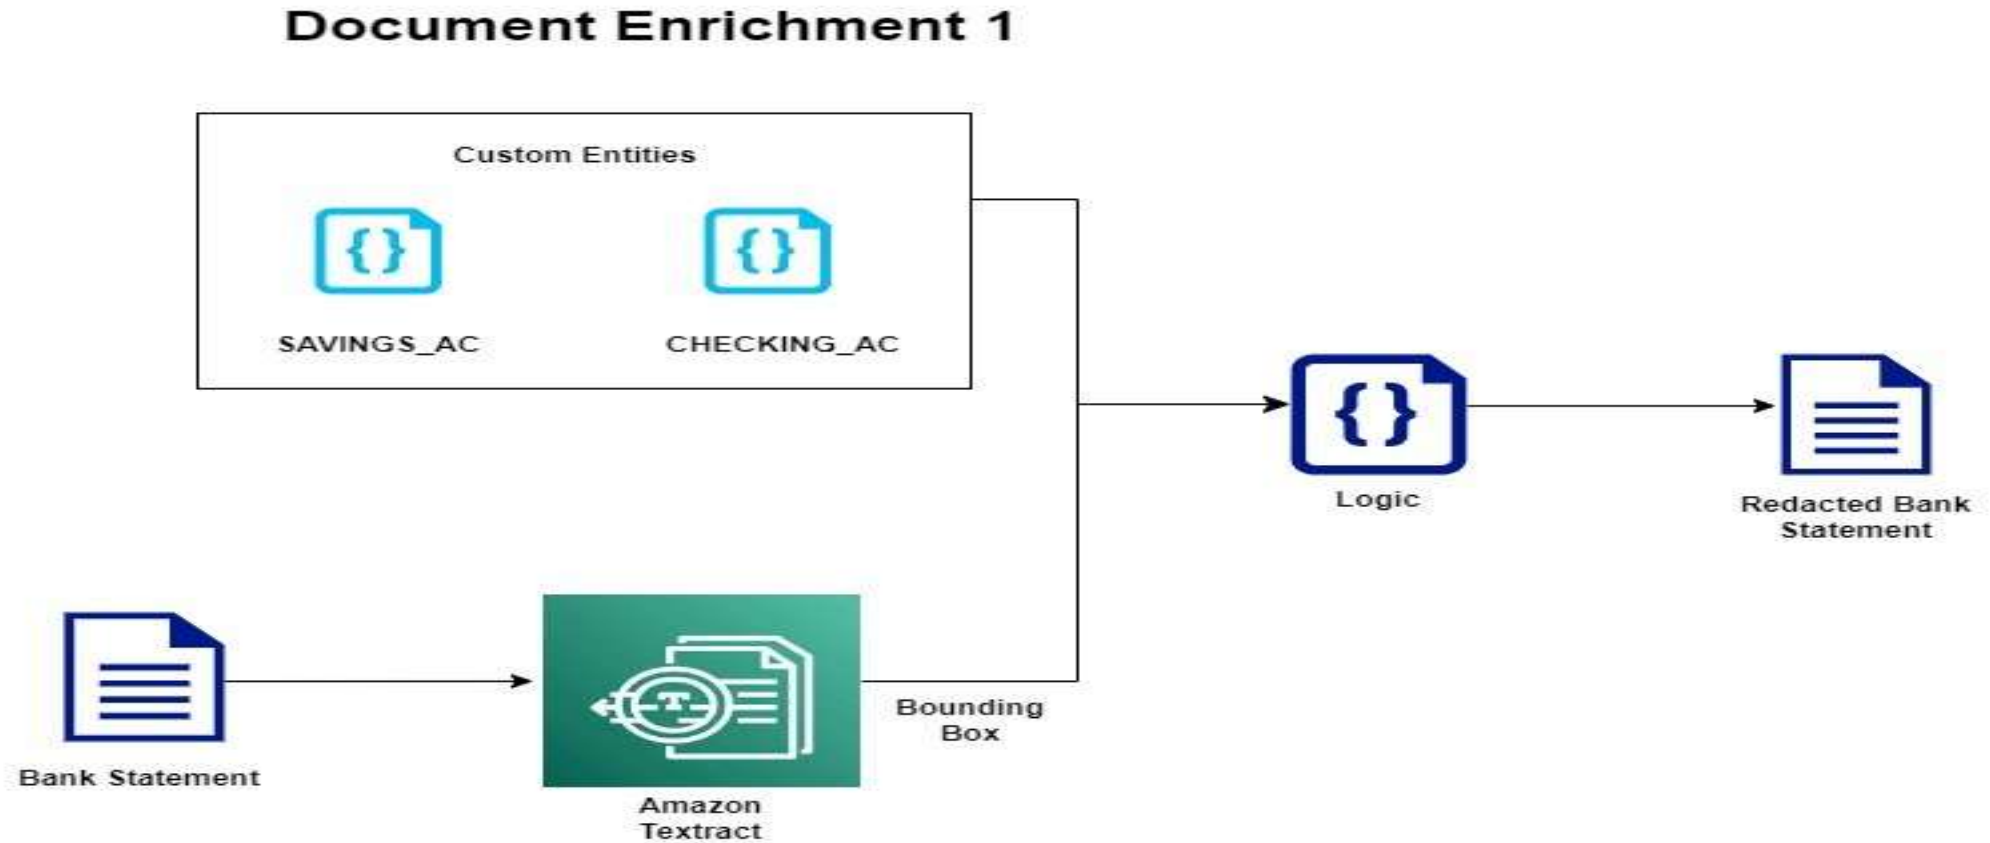 Document Enrichment 1
Custom Entities
SAVINGS_AC
CHECKING_AC
Logic
Redacted Bank
Statement
Bank Statement
T
Amazon
Textract
Bounding
Box